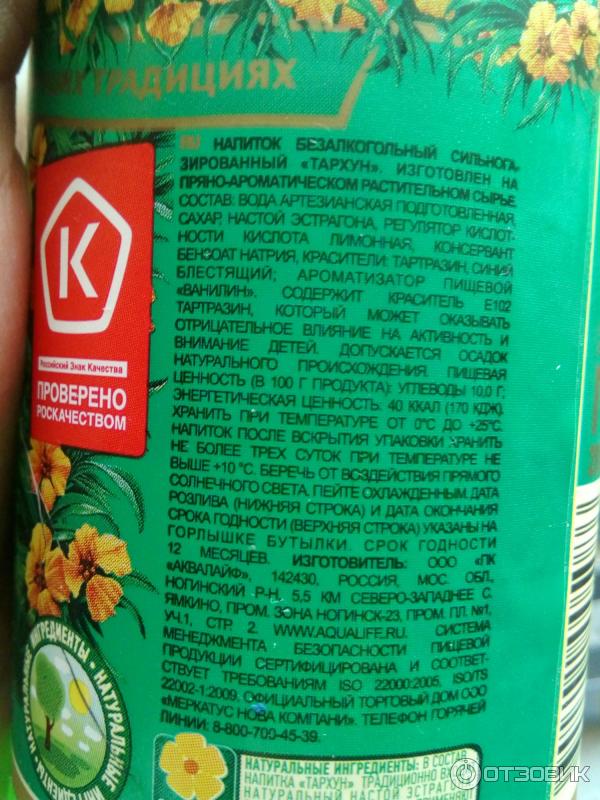 ТРАДИЦИЯХ
RU НАПИТОК БЕЗАЛКОГОЛЬНЫЙ СИЛЬНОГА-
ЗИРОВАННЫЙ «ТАРХУН». ИЗГОТОВЛЕН НА
ПРЯНО-АРОМАТИЧЕСКОМ РАСТИТЕЛЬНОМ СЫРЬЕ.
СОСТАВ: ВОДА АРТЕЗИАНСКАЯ ПОДГОТОВЛЕННАЯ,
САХАР, НАСТОЙ ЭСТРАГОНА, РЕГУЛЯТОР КИСЛОТ-
НОСТИ КИСЛОТА ЛИМОННАЯ, КОНСЕРВАНТ
БЕНЗОАТ НАТРИЯ, КРАСИТЕЛИ: ТАРТРАЗИН, СИНИЙ
БЛЕСТЯЩИЙ; АРОМАТИЗАТОР ПИЩЕВОЙ
«ВАНИЛИН». СОДЕРЖИТ КРАСИТЕЛЬ Е102
ТАРТРАЗИН, КОТОРЫЙ МОЖЕТ ОКАЗЫВАТЬ
ОТРИЦАТЕЛЬНОЕ ВЛИЯНИЕ НА АКТИВНОСТЬ И
ВНИМАНИЕ ДЕТЕЙ. ДОПУСКАЕТСЯ ОСАДОК
НАТУРАЛЬНОГО ПРОИСХОЖДЕНИЯ. ПИЩЕВАЯ
ЦЕННОСТЬ (В 100 Г ПРОДУКТА): УГЛЕВОДЫ 10,0 Г;
ЭНЕРГЕТИЧЕСКАЯ ЦЕННОСТЬ: 40 ККАЛ (170 КДЖ).
ХРАНИТЬ ПРИ ТЕМПЕРАТУРЕ ОТ 0°С ДО +25°С.
НАПИТОК ПОСЛЕ ВСКРЫТИЯ УПАКОВКИ ХРАНИТЬ
НЕ БОЛЕЕ ТРЕХ СУТОК ПРИ ТЕМПЕРАТУРЕ НЕ
ВЫШЕ +10 °С. БЕРЕЧЬ ОТ ВОЗДЕЙСТВИЯ ПРЯМОГО
СОЛНЕЧНОГО СВЕТА. ПЕЙТЕ ОХЛАЖДЕННЫМ. ДАТА
РОЗЛИВА (НИЖНЯЯ СТРОКА) И ДАТА ОКОНЧАНИЯ
СРОКА ГОДНОСТИ (ВЕРХНЯЯ СТРОКА) УКАЗАНЫ НА
ГОРЛЫШКЕ БУТЫЛКИ. СРОК ГОДНОСТИ
12 МЕСЯЦЕВ. ИЗГОТОВИТЕЛЬ: ООО «ПК
«АКВАЛАЙФ», 142430, РОССИЯ, МОС. ОБЛ.,
НОГИНСКИЙ Р-Н, 5,5 КМ СЕВЕРО-ЗАПАДНЕЕ С.
ЯМКИНО, ПРОМ. ЗОНА НОГИНСК-23, ПРОМ. ПЛ. №1,
УЧ.1, СТР. 2. WWW.AQUALIFE.RU. СИСТЕМА
МЕНЕДЖМЕНТА БЕЗОПАСНОСТИ ПИЩЕВОЙ
ПРОДУКЦИИ СЕРТИФИЦИРОВАНА И СООТВЕТ-
СТВУЕТ ТРЕБОВАНИЯМ ISO 22000:2005, ISO/TS
22002-1:2009. ОФИЦИАЛЬНЫЙ ТОРГОВЫЙ ДОМ ООО
«МЕРКАТУС НОВА КОМПАНИ». ТЕЛЕФОН ГОРЯЧЕЙ
ЛИНИИ: 8-800-700-45-39.
К
Российский Знак Качества
ПРОВЕРЕНО
РОСКАЧЕСТВОМ
НАТУРАЛЬНЫЕ ИНГРЕДИЕНТЫ
НАТУРАЛЬНЫЕ ИНГРЕДИЕНТЫ: В СОСТАВ
НАПИТКА «ТАРХУН» ТРАДИЦИОННО
НАТУРАЛЬНЫЙ НАСТОЙ ЭСТРАГОНА
ОТЗОВИК